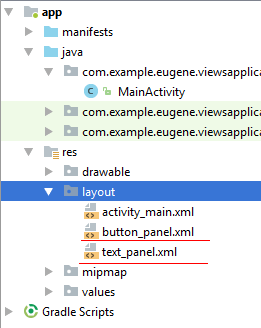 app
manifests
java
com.example.eugene.viewsapplica
MainActivity
com.example.eugene.viewsapplica
com.example.eugene.viewsapplica
res
drawable
layout
activity_main.xml
button_panel.xml
text_panel.xml
mipmap
values
Gradle Scripts